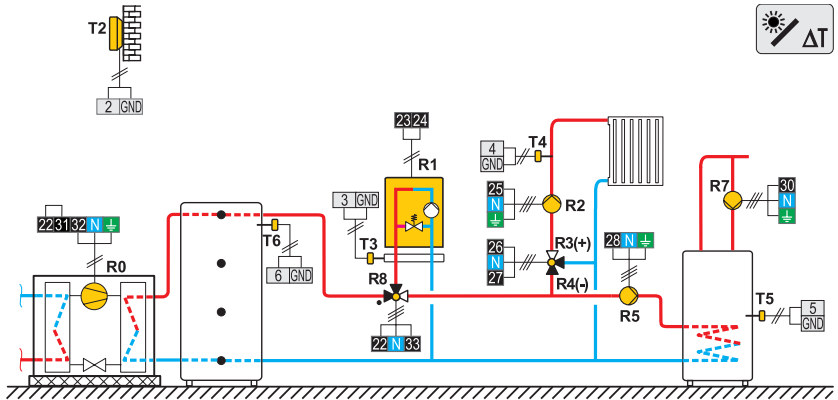 T2
ΔT
2 GND
23 24
R1
4
GND
T4
25
N
R2
R7
30
N
3 GND
22 31 32 N
R0
T6
6 GND
T3
R8
26
N
27
R3(+)
R4(-)
28 N
R5
T5
5
GND
22 N 33